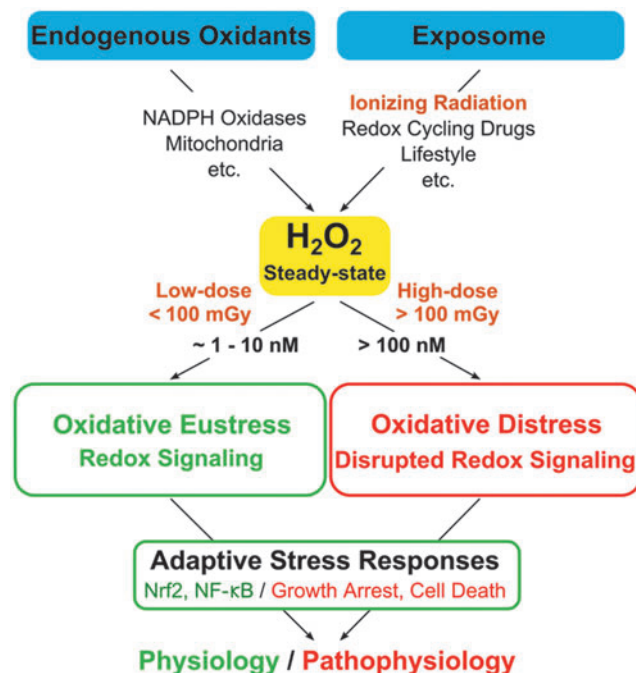 Endogenous Oxidants
Exposome
NADPH Oxidases
Mitochondria
etc.
Ionizing Radiation
Redox Cycling Drugs
Lifestyle
etc.
H₂O₂
Steady-state
Low-dose
< 100 mGy
High-dose
> 100 mGy
~ 1 - 10 nM
> 100 nM
Oxidative Eustress
Redox Signaling
Oxidative Distress
Disrupted Redox Signaling
Adaptive Stress Responses
Nrf2, NF-κB / Growth Arrest, Cell Death
Physiology / Pathophysiology